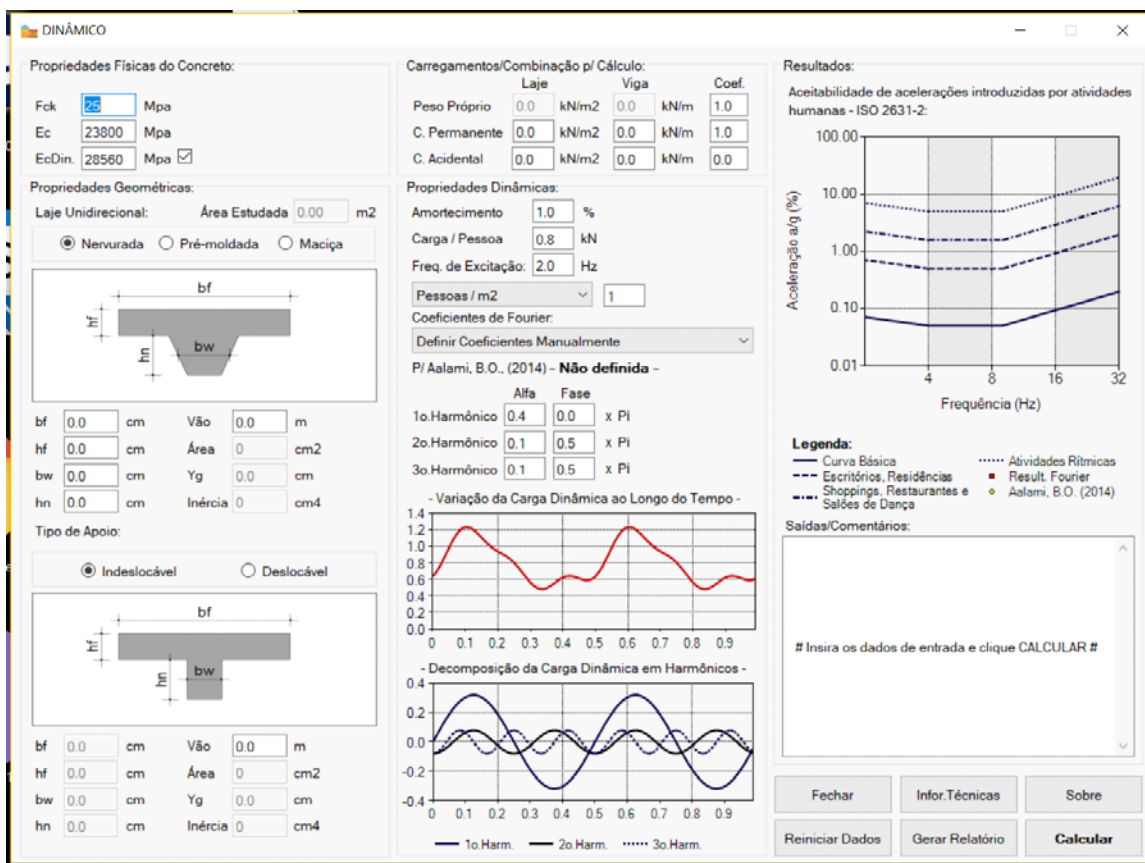 DINÂMICO
Propriedades Físicas do Concreto:
Fck 25 Mpa
Ec 23800 Mpa
EcDin. 28560 Mpa
Propriedades Geométricas:
Laje Unidirecional: Área Estudada 0.00 m2
Nervurada Pré-moldada Maciça
bf
hf
hn
bw
bf 0.0 cm Vão 0.0 m
hf 0.0 cm Área 0 cm2
bw 0.0 cm Yg 0.0 cm
hn 0.0 cm Inércia 0 cm4
Tipo de Apoio:
Indeslocável Deslocável
bf
hf
hn
bw
bf 0.0 cm Vão 0.0 m
hf 0.0 cm Área 0 cm2
bw 0.0 cm Yg 0.0 cm
hn 0.0 cm Inércia 0 cm4
Carregamentos/Combinação p/ Cálculo:
Laje Viga Coef.
Peso Próprio 0.0 kN/m2 0.0 kN/m 1.0
C. Permanente 0.0 kN/m2 0.0 kN/m 1.0
C. Acidental 0.0 kN/m2 0.0 kN/m 0.0
Propriedades Dinâmicas:
Amortecimento 1.0 %
Carga / Pessoa 0.8 kN
Freq. de Excitação: 2.0 Hz
Pessoas / m2 1
Coeficientes de Fourier:
Definir Coeficientes Manualmente
P/ Aalami, B.O., (2014) - Não definida -
Alfa Fase
1o.Harmônico 0.4 0.0 x Pi
2o.Harmônico 0.1 0.5 x Pi
3o.Harmônico 0.1 0.5 x Pi
- Variação da Carga Dinâmica ao Longo do Tempo -
1.4
1.2
1.0
0.8
0.6
0.4
0.2
0.0
0 0.1 0.2 0.3 0.4 0.5 0.6 0.7 0.8 0.9
- Decomposição da Carga Dinâmica em Harmônicos -
0.4
0.2
0.0
-0.2
-0.4
0 0.1 0.2 0.3 0.4 0.5 0.6 0.7 0.8 0.9
1o.Harm. 2o.Harm. 3o.Harm.
Resultados:
Aceitabilidade de acelerações introduzidas por atividades
humanas - ISO 2631-2:
100.00
10.00
1.00
0.10
0.01
Aceleração a/g (%)
4 8 16 32
Frequência (Hz)
Legenda:
Curva Básica
Escritórios, Residências
Shoppings, Restaurantes e
Salões de Dança
Atividades Rítmicas
Result. Fourier
Aalami, B.O. (2014)
Saídas/Comentários:
# Insira os dados de entrada e clique CALCULAR #
Fechar Infor.Técnicas Sobre
Reiniciar Dados Gerar Relatório Calcular